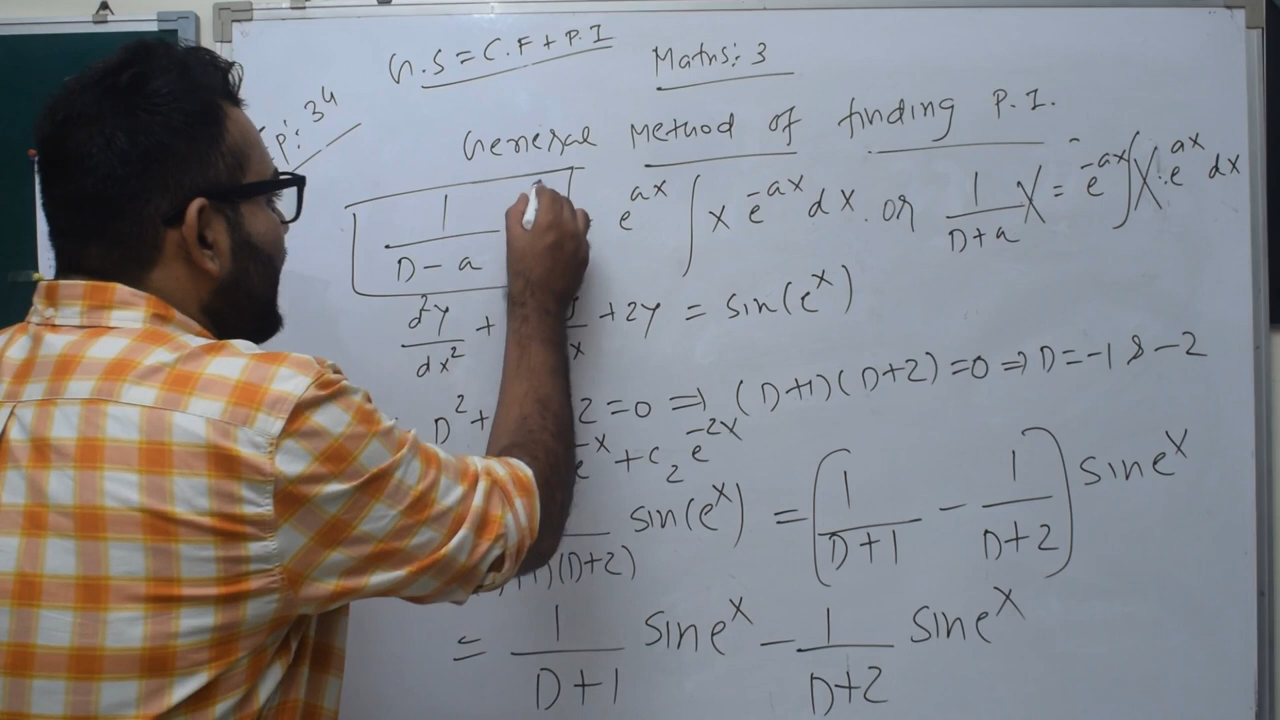 G.S = C.F + P.I
Maths: 3
Ep: 34
General Method of finding P.I.
1/(D-a) e^{ax} ∫ X e^{-ax} dx. or 1/(D+a) X = e^{-ax} ∫ X. e^{ax} dx
d²y/dx² + + 2y = sin(e^x)
D² + 2 = 0 ⇒ (D+1)(D+2) = 0 ⇒ D = -1 & -2
e^{-x} + c₂ e^{-2x}
(D+2) sin(e^x) = (1/(D+1) - 1/(D+2)) sin e^x
= 1/(D+1) sin e^x - 1/(D+2) sin e^x